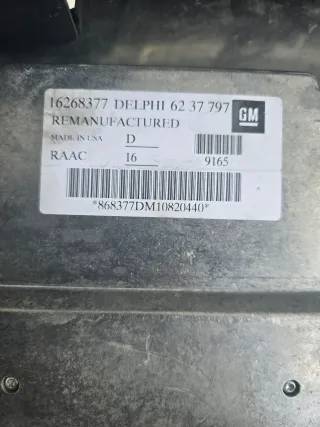 16268377 DELPHI 62 37 797
REMANUFACTURED
GM
MADE IN USA D
RAAC 16 9165
*868377DM10820440*